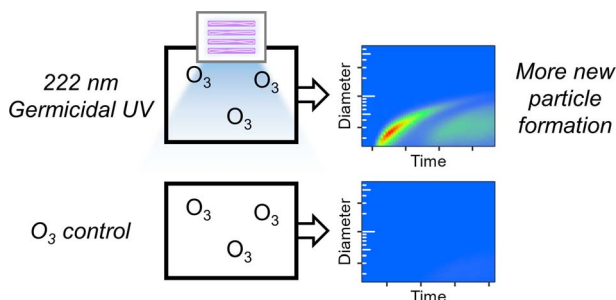 222 nm
Germicidal UV
O3
O3
O3
Diameter
Time
More new
particle
formation
O3 control
O3
O3
O3
Diameter
Time